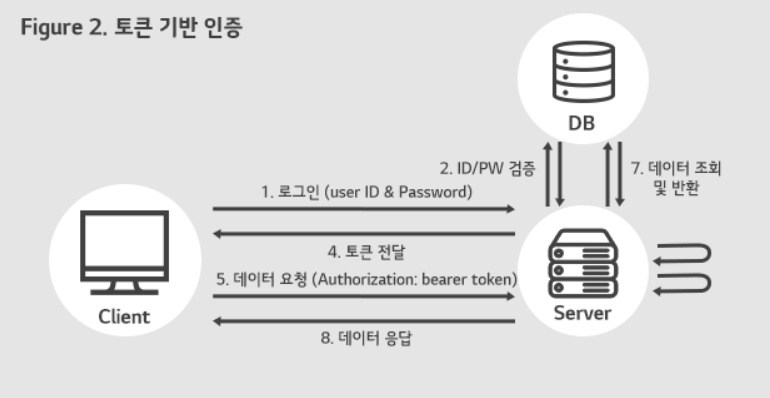 Figure 2. 토큰 기반 인증
DB
2. ID/PW 검증
7. 데이터 조회
및 반환
1. 로그인 (user ID & Password)
4. 토큰 전달
5. 데이터 요청 (Authorization: bearer token)
8. 데이터 응답
Client
Server